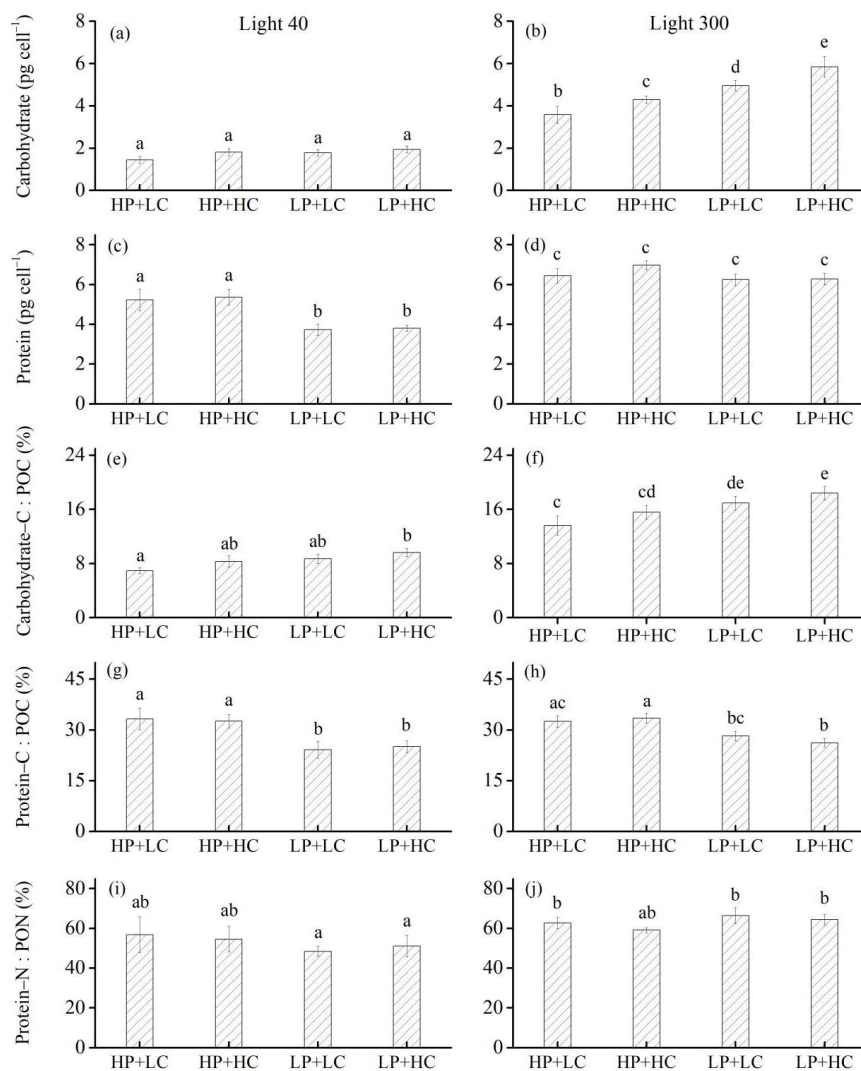 Light 40
Light 300
Carbohydrate (pg cell⁻¹)
(a)
8
6
4
2
0
a
a
a
a
HP+LC
HP+HC
LP+LC
LP+HC
(b)
8
6
4
2
0
b
c
d
e
HP+LC
HP+HC
LP+LC
LP+HC
Protein (pg cell⁻¹)
(c)
8
6
4
2
0
a
a
b
b
HP+LC
HP+HC
LP+LC
LP+HC
(d)
8
6
4
2
0
c
c
c
c
HP+LC
HP+HC
LP+LC
LP+HC
Carbohydrate–C : POC (%)
(e)
24
16
8
0
a
ab
ab
b
HP+LC
HP+HC
LP+LC
LP+HC
(f)
24
16
8
0
c
cd
de
e
HP+LC
HP+HC
LP+LC
LP+HC
Protein–C : POC (%)
(g)
45
30
15
0
a
a
b
b
HP+LC
HP+HC
LP+LC
LP+HC
(h)
45
30
15
0
ac
a
bc
b
HP+LC
HP+HC
LP+LC
LP+HC
Protein–N : PON (%)
(i)
80
60
40
20
0
ab
ab
a
a
HP+LC
HP+HC
LP+LC
LP+HC
(j)
80
60
40
20
0
b
ab
b
b
HP+LC
HP+HC
LP+LC
LP+HC